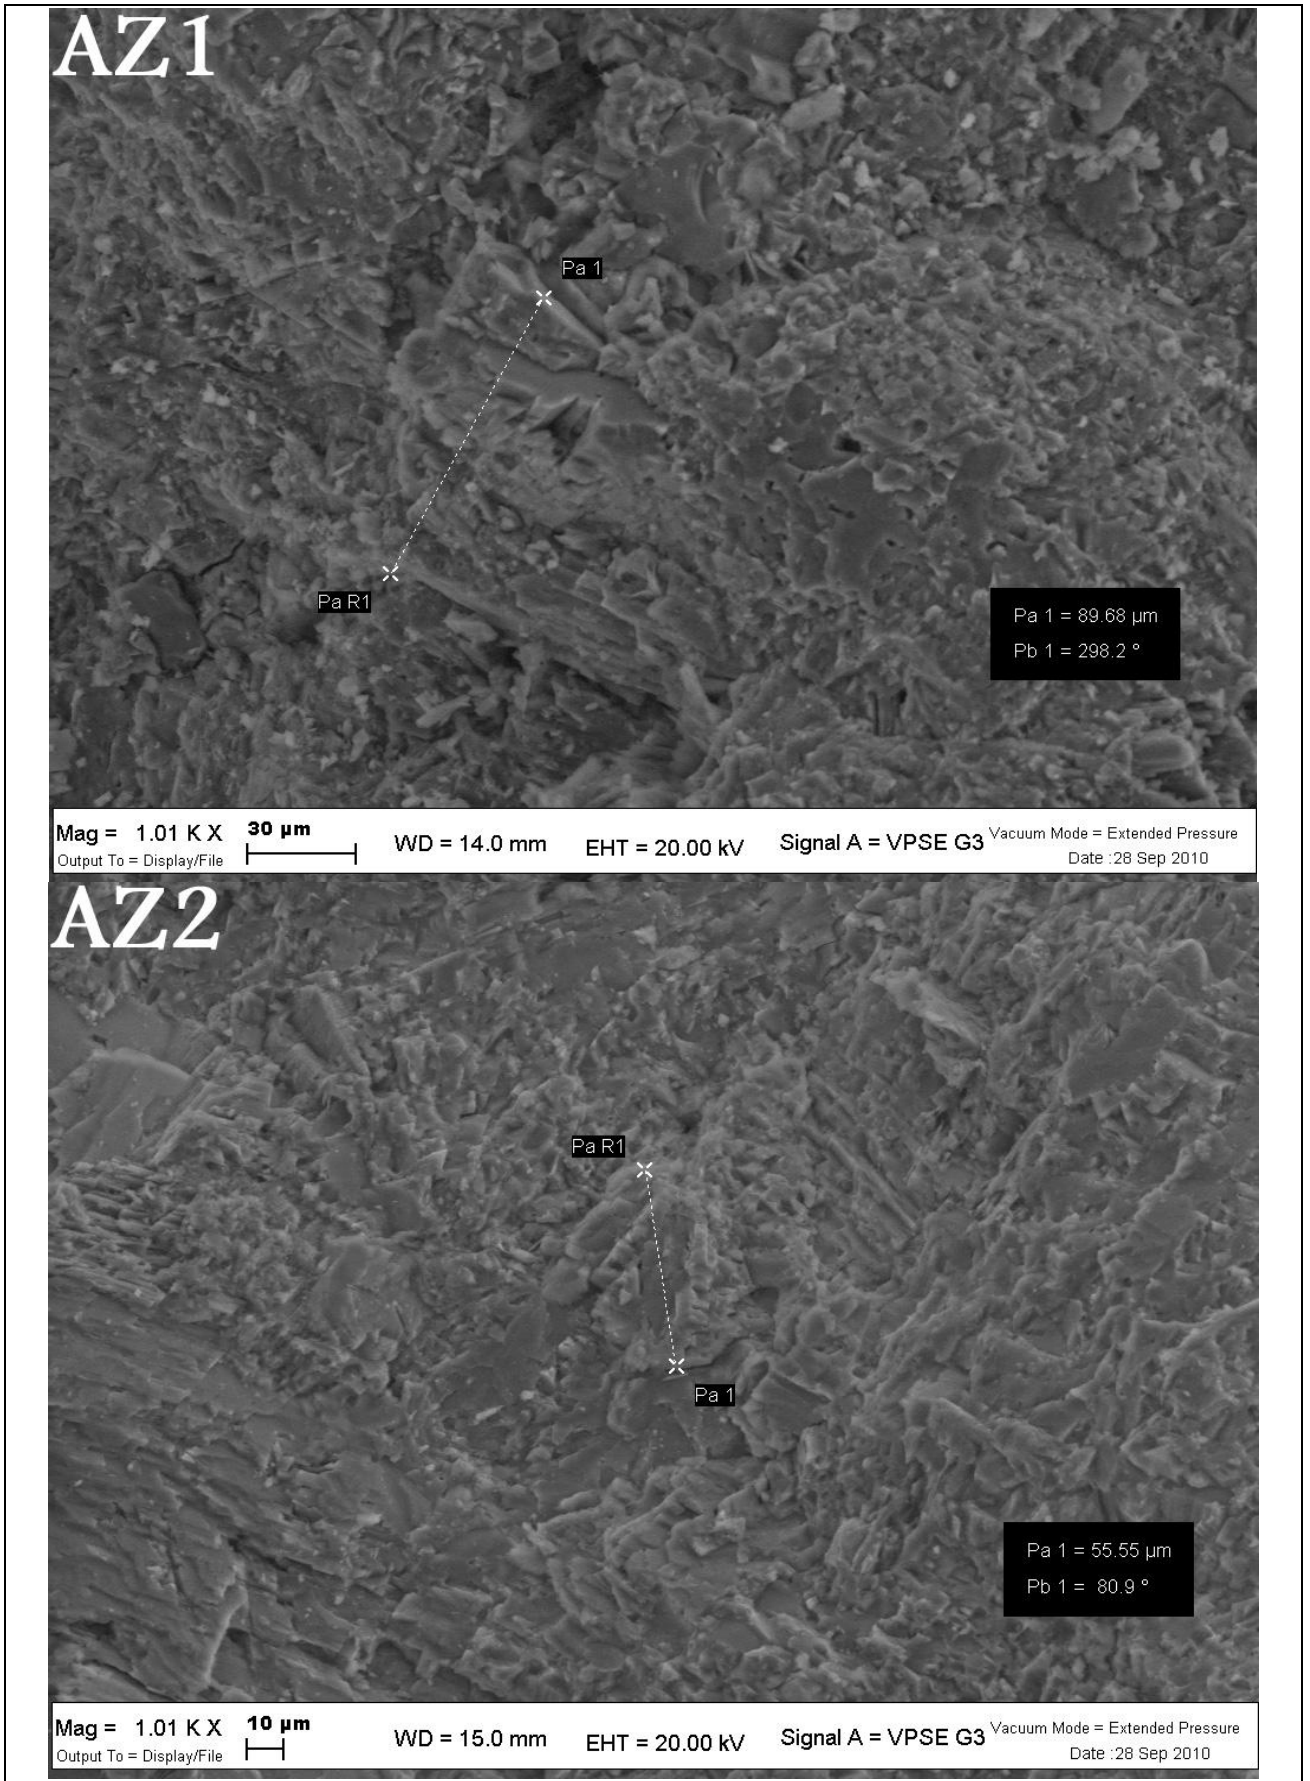 AZ1
Pa 1
Pa R1
Pa 1 = 89.68 µm
Pb 1 = 298.2 °
Mag = 1.01 K X
30 µm
WD = 14.0 mm
EHT = 20.00 kV
Signal A = VPSE G3
Vacuum Mode = Extended Pressure
Output To = Display/File
Date :28 Sep 2010
AZ2
Pa R1
Pa 1
Pa 1 = 55.55 µm
Pb 1 = 80.9 °
Mag = 1.01 K X
10 µm
WD = 15.0 mm
EHT = 20.00 kV
Signal A = VPSE G3
Vacuum Mode = Extended Pressure
Output To = Display/File
Date :28 Sep 2010